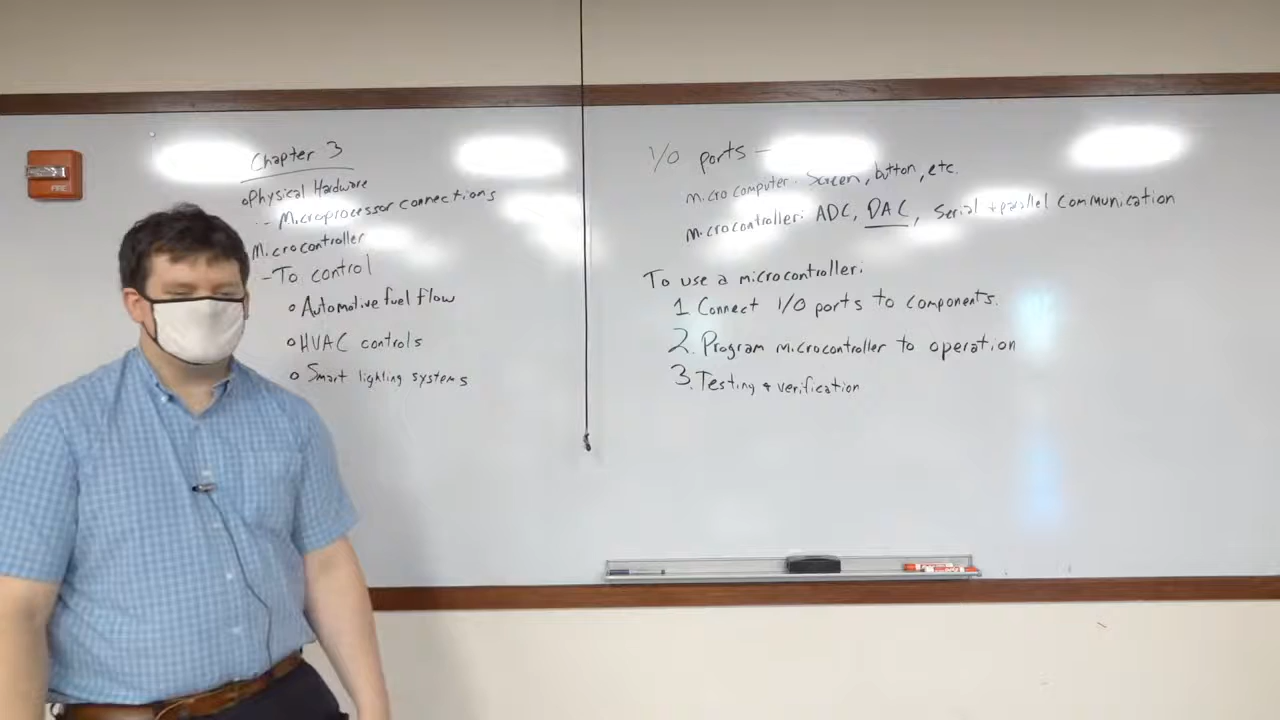 Chapter 3
Physical Hardware
- Microprocessor connections
Microcontroller
- To control
Automotive fuel flow
HVAC controls
Smart lighting systems
I/O ports -
microcomputer: Screen, button, etc.
microcontroller: ADC, DAC, Serial + parallel communication
To use a microcontroller:
1 Connect I/O ports to components.
2. Program microcontroller to operation
3. Testing + verification
FIRE